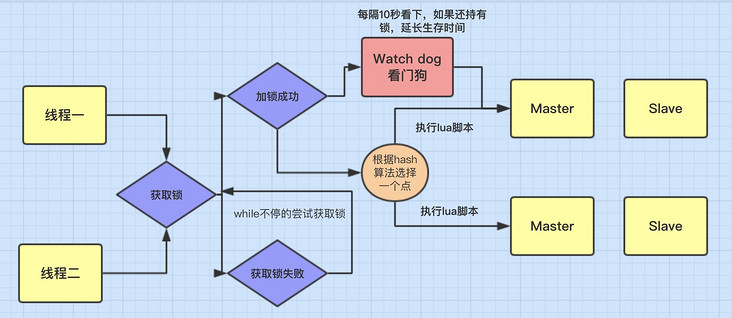 每隔10秒看下，如果还持有
锁，延长生存时间
Watch dog
看门狗
线程一
加锁成功
Master
Slave
执行lua脚本
根据hash
算法选择
一个点
获取锁
while不停的尝试获取锁
执行lua脚本
Master
Slave
线程二
获取锁失败